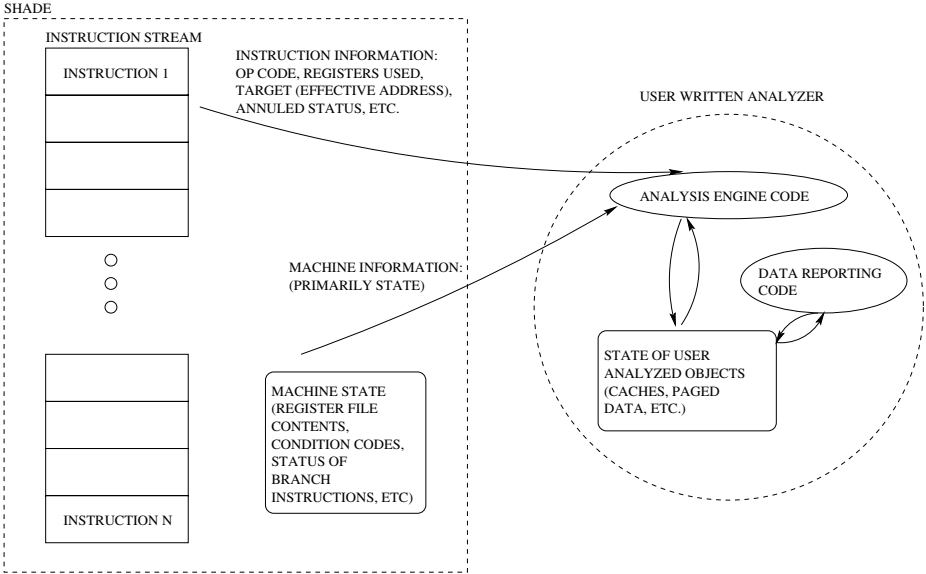 SHADE
INSTRUCTION STREAM
INSTRUCTION 1
INSTRUCTION INFORMATION:
OP CODE, REGISTERS USED,
TARGET (EFFECTIVE ADDRESS),
ANNULED STATUS, ETC.
USER WRITTEN ANALYZER
ANALYSIS ENGINE CODE
MACHINE INFORMATION:
(PRIMARILY STATE)
DATA REPORTING
CODE
STATE OF USER
ANALYZED OBJECTS
(CACHES, PAGED
DATA, ETC.)
MACHINE STATE
(REGISTER FILE
CONTENTS,
CONDITION CODES,
STATUS OF
BRANCH
INSTRUCTIONS, ETC)
INSTRUCTION N